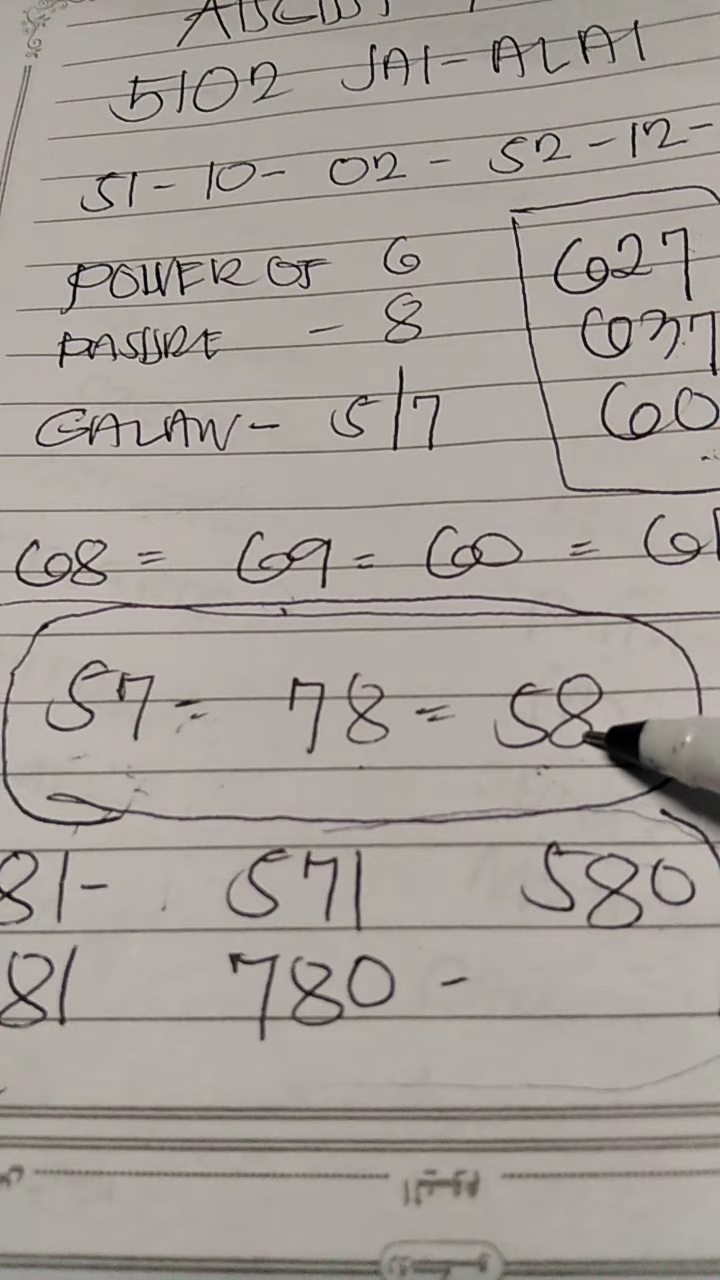 5102 JAI-ALAI
51-10-02-52-12-
POWER OF 6
627
- 8
637
GALAW- 5/7
60
68 = 69 = 60 = 61
57 = 78 = 58
81- 571 580
81 780 -